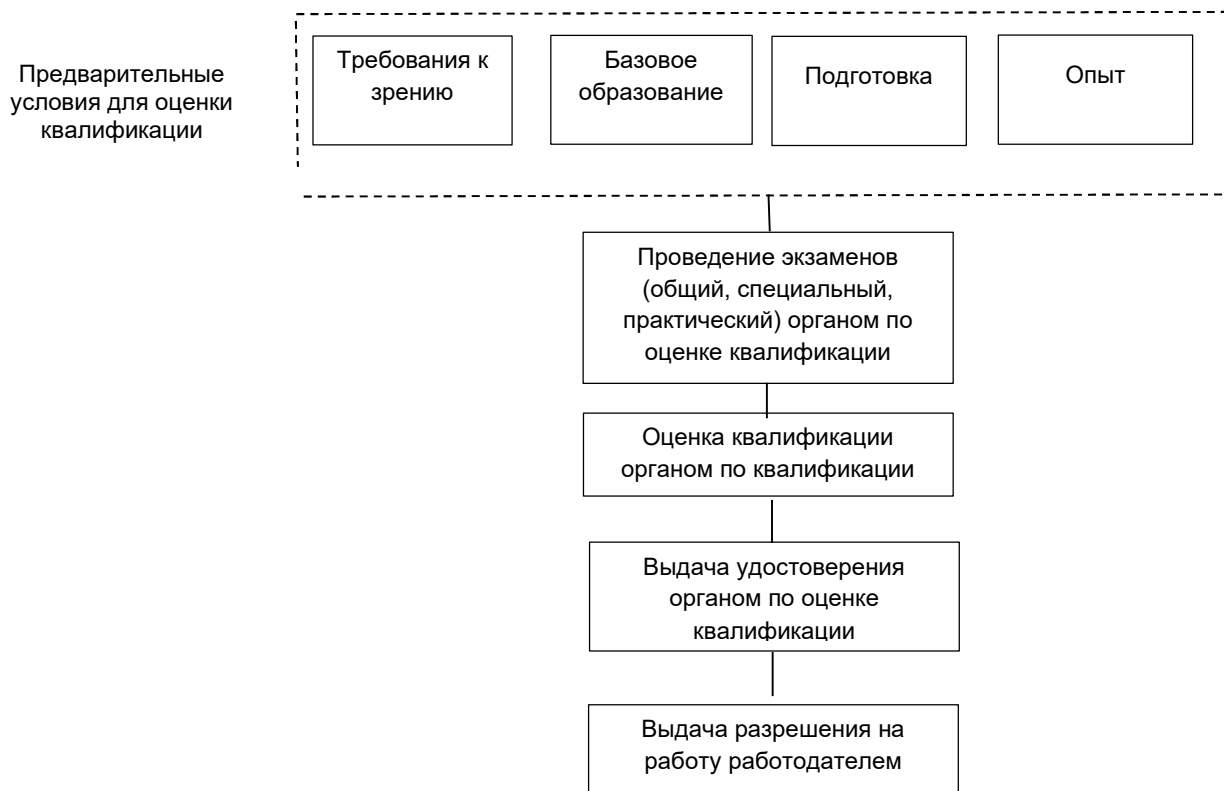 Предварительные
условия для оценки
квалификации
Требования к
зрению
Базовое
образование
Подготовка
Опыт
Проведение экзаменов
(общий, специальный,
практический) органом по
оценке квалификации
Оценка квалификации
органом по квалификации
Выдача удостоверения
органом по оценке
квалификации
Выдача разрешения на
работу работодателем